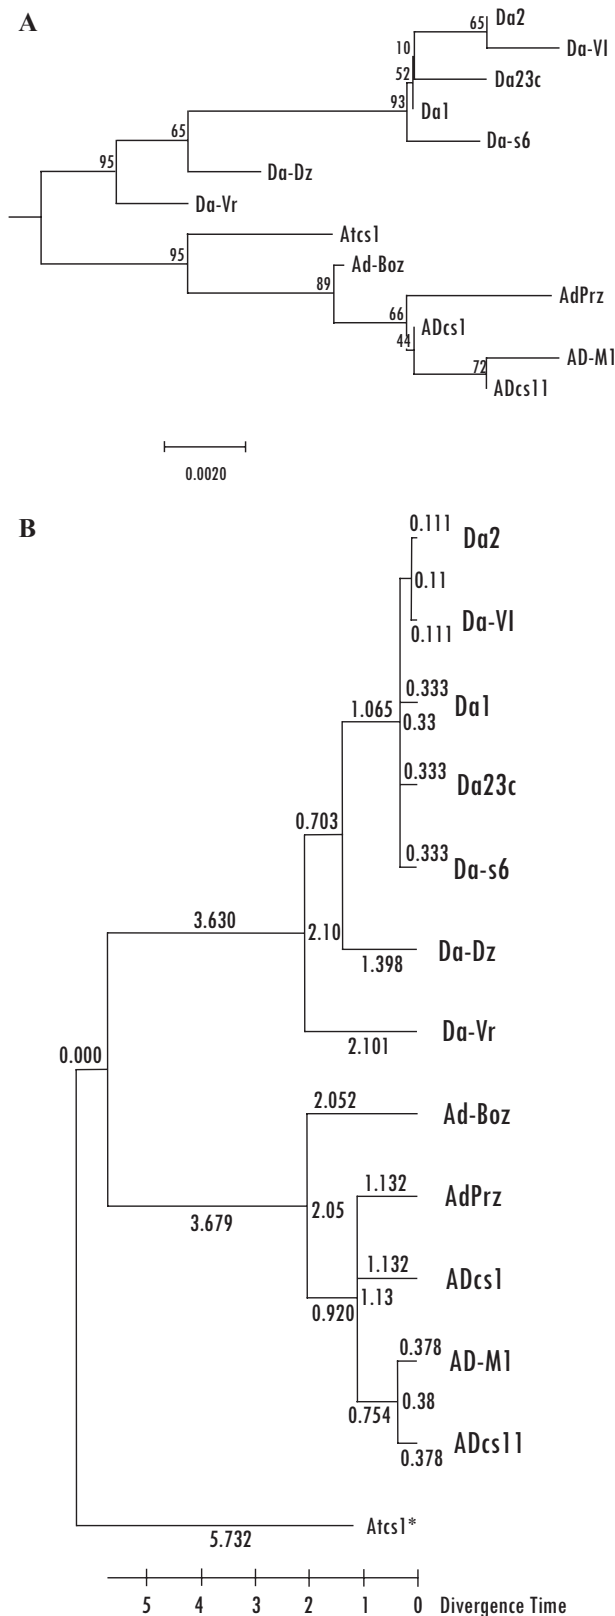 A
65
Da2
Da-VI
10
52
Da23c
93
Da1
65
Da-s6
95
Da-Dz
Da-Vr
Atcs1
95
Ad-Boz
89
AdPrz
66
ADcs1
44
AD-M1
72
ADcs11
0.0020
B
0.111
Da2
0.11
0.111
Da-VI
0.333
Da1
1.065
0.33
0.333
Da23c
0.703
0.333
Da-s6
3.630
2.10
Da-Dz
1.398
Da-Vr
2.101
0.000
2.052
Ad-Boz
1.132
AdPrz
3.679
2.05
1.132
ADcs1
0.920
1.13
0.378
AD-M1
0.754
0.38
0.378
ADcs11
Atcs1*
5.732
5 4 3 2 1 0 Divergence Time